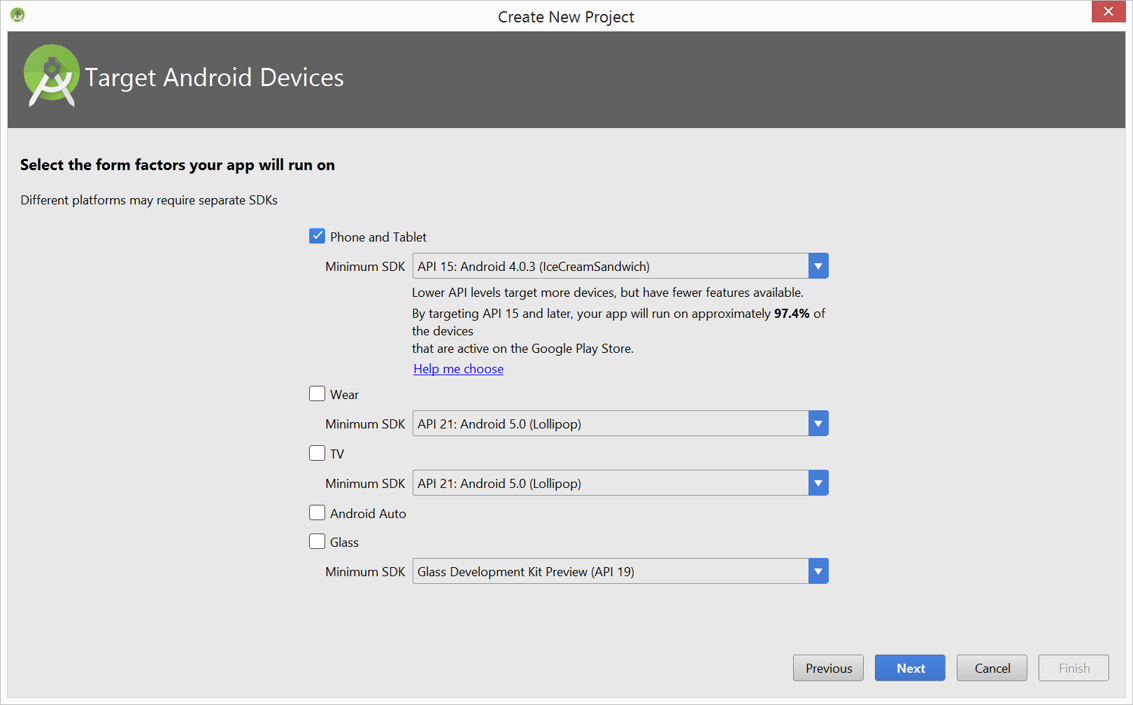 Create New Project
Target Android Devices
Select the form factors your app will run on
Different platforms may require separate SDKs
Phone and Tablet
Minimum SDK API 15: Android 4.0.3 (IceCreamSandwich)
Lower API levels target more devices, but have fewer features available.
By targeting API 15 and later, your app will run on approximately 97.4% of
the devices
that are active on the Google Play Store.
Help me choose
Wear
Minimum SDK API 21: Android 5.0 (Lollipop)
TV
Minimum SDK API 21: Android 5.0 (Lollipop)
Android Auto
Glass
Minimum SDK Glass Development Kit Preview (API 19)
Previous Next Cancel Finish